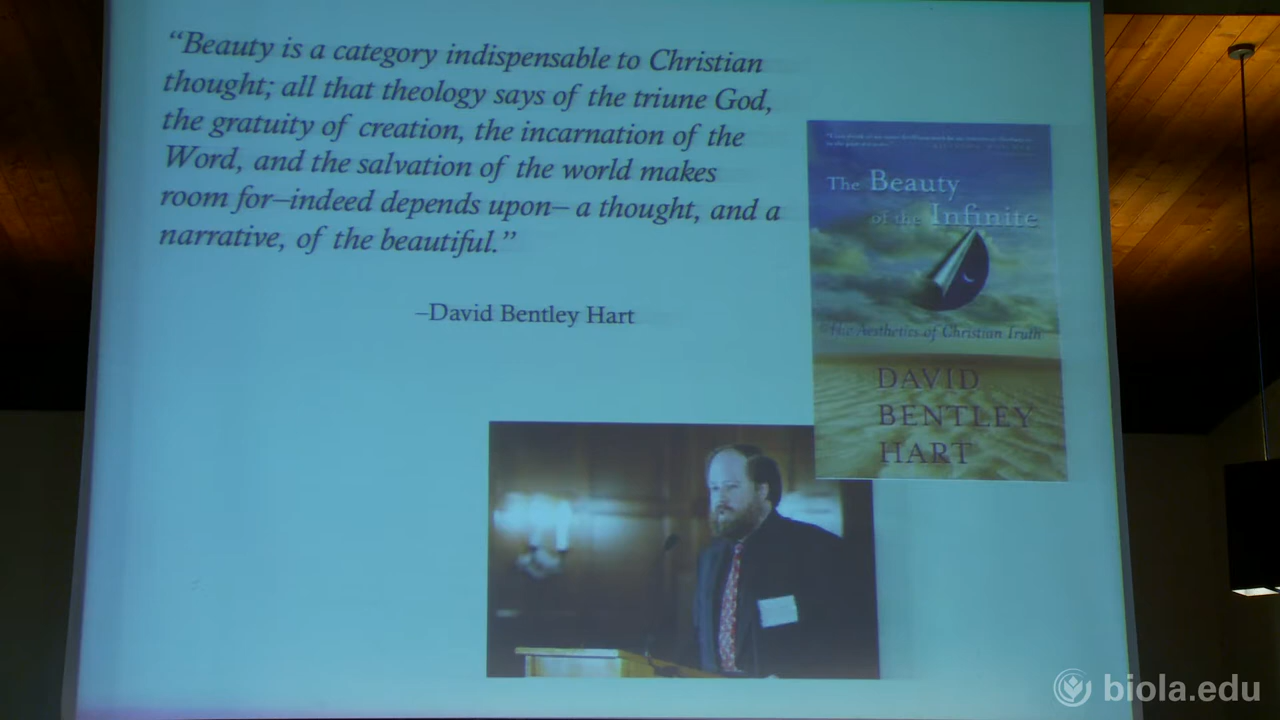 “Beauty is a category indispensable to Christian
thought; all that theology says of the triune God,
the gratuity of creation, the incarnation of the
Word, and the salvation of the world makes
room for–indeed depends upon– a thought, and a
narrative, of the beautiful.”
–David Bentley Hart
The Beauty
of the Infinite
The Aesthetics of Christian Truth
DAVID
BENTLEY
HART
biola.edu